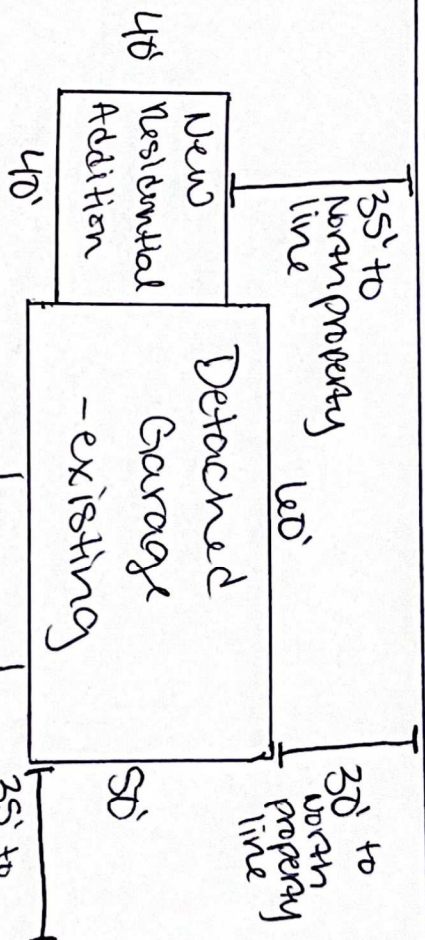 35' to
North property
line
30' to
North
property
line
40'
New
Residential
Addition
40'
60'
Detached
Garage
-existing
50'
35' to